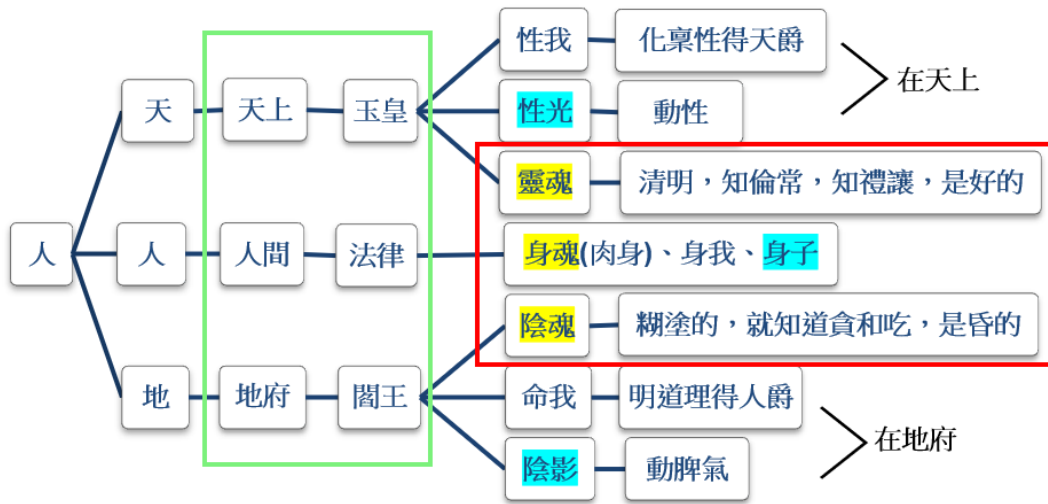 性我 化稟性得天爵
在天上
天 天上 玉皇 性光 動性
靈魂 清明，知倫常，知禮讓，是好的
人 人 人間 法律 身魂(肉身)、身我、身子
陰魂 糊塗的，就知道貪和吃，是昏的
地 地府 閻王 命我 明道理得人爵
在地府
陰影 動脾氣